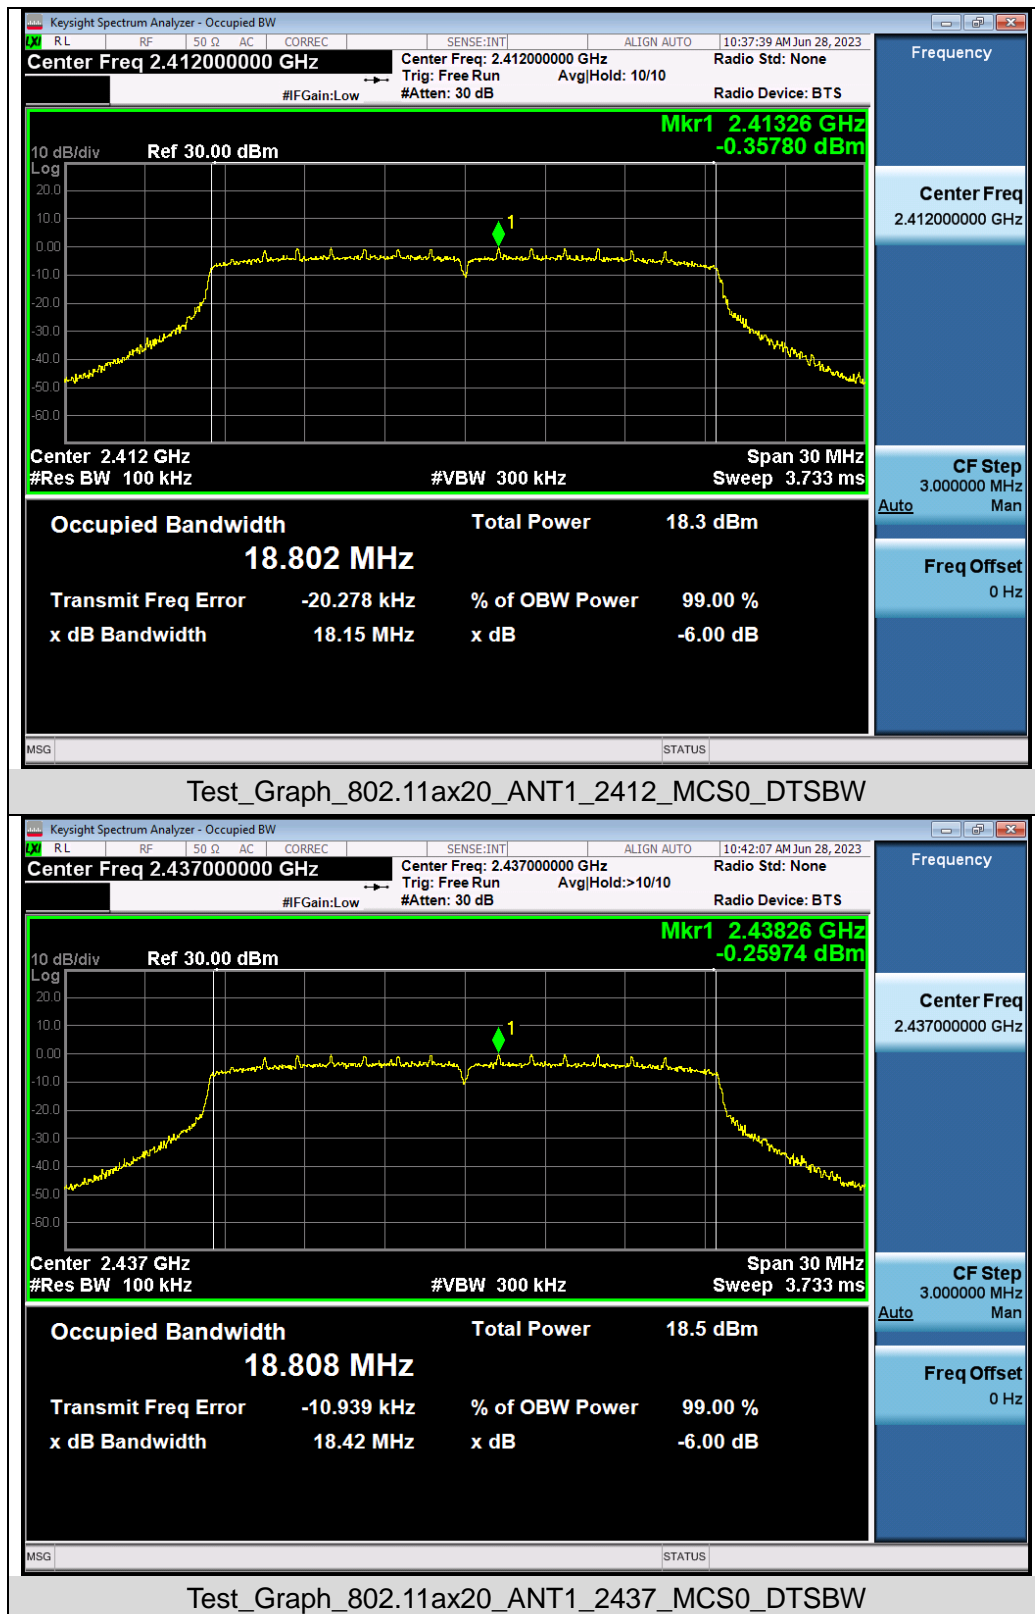 Keysight Spectrum Analyzer - Occupied BW
LXI RL RF 50 Ω AC CORREC SENSE:INT ALIGN AUTO 10:37:39 AM Jun 28, 2023
Center Freq 2.412000000 GHz
Center Freq: 2.412000000 GHz Radio Std: None
Trig: Free Run Avg|Hold: 10/10
#IFGain:Low #Atten: 30 dB Radio Device: BTS
Frequency
Mkr1 2.41326 GHz
-0.35780 dBm
10 dB/div Ref 30.00 dBm
Log
20.0
10.0
0.00
-10.0
-20.0
-30.0
-40.0
-50.0
-60.0
1
Center 2.412 GHz Span 30 MHz
#Res BW 100 kHz #VBW 300 kHz Sweep 3.733 ms
Center Freq
2.412000000 GHz
CF Step
3.000000 MHz
Auto Man
Freq Offset
0 Hz
Occupied Bandwidth Total Power 18.3 dBm
18.802 MHz
Transmit Freq Error -20.278 kHz % of OBW Power 99.00 %
x dB Bandwidth 18.15 MHz x dB -6.00 dB
MSG STATUS
Test_Graph_802.11ax20_ANT1_2412_MCS0_DTSBW
Keysight Spectrum Analyzer - Occupied BW
LXI RL RF 50 Ω AC CORREC SENSE:INT ALIGN AUTO 10:42:07 AM Jun 28, 2023
Center Freq 2.437000000 GHz
Center Freq: 2.437000000 GHz Radio Std: None
Trig: Free Run Avg|Hold:>10/10
#IFGain:Low #Atten: 30 dB Radio Device: BTS
Frequency
Mkr1 2.43826 GHz
-0.25974 dBm
10 dB/div Ref 30.00 dBm
Log
20.0
10.0
0.00
-10.0
-20.0
-30.0
-40.0
-50.0
-60.0
1
Center 2.437 GHz Span 30 MHz
#Res BW 100 kHz #VBW 300 kHz Sweep 3.733 ms
Center Freq
2.437000000 GHz
CF Step
3.000000 MHz
Auto Man
Freq Offset
0 Hz
Occupied Bandwidth Total Power 18.5 dBm
18.808 MHz
Transmit Freq Error -10.939 kHz % of OBW Power 99.00 %
x dB Bandwidth 18.42 MHz x dB -6.00 dB
MSG STATUS
Test_Graph_802.11ax20_ANT1_2437_MCS0_DTSBW